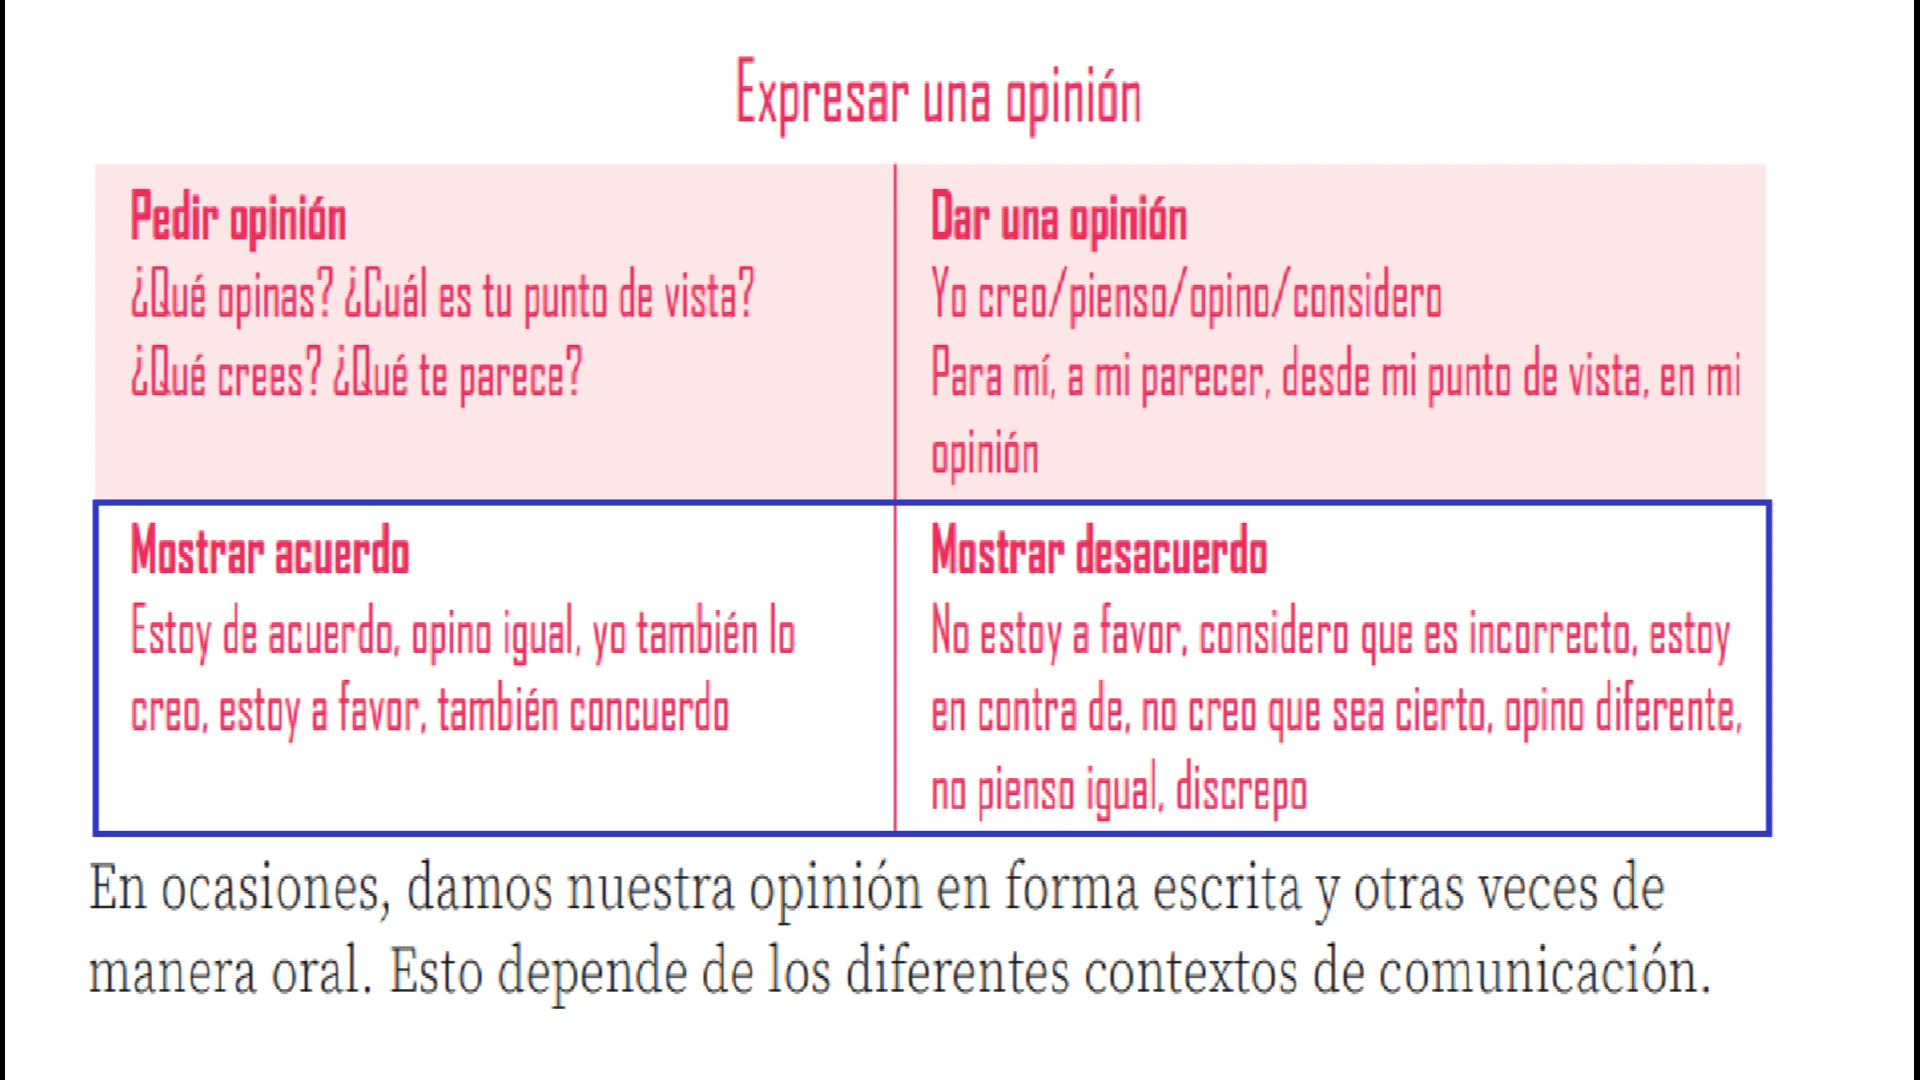 Expresar una opinión
Pedir opinión
¿Qué opinas? ¿Cuál es tu punto de vista?
¿Qué crees? ¿Qué te parece?
Dar una opinión
Yo creo/pienso/opino/considero
Para mí, a mi parecer, desde mi punto de vista, en mi
opinión
Mostrar acuerdo
Estoy de acuerdo, opino igual, yo también lo
creo, estoy a favor, también concuerdo
Mostrar desacuerdo
No estoy a favor, considero que es incorrecto, estoy
en contra de, no creo que sea cierto, opino diferente,
no pienso igual, discrepo
En ocasiones, damos nuestra opinión en forma escrita y otras veces de
manera oral. Esto depende de los diferentes contextos de comunicación.